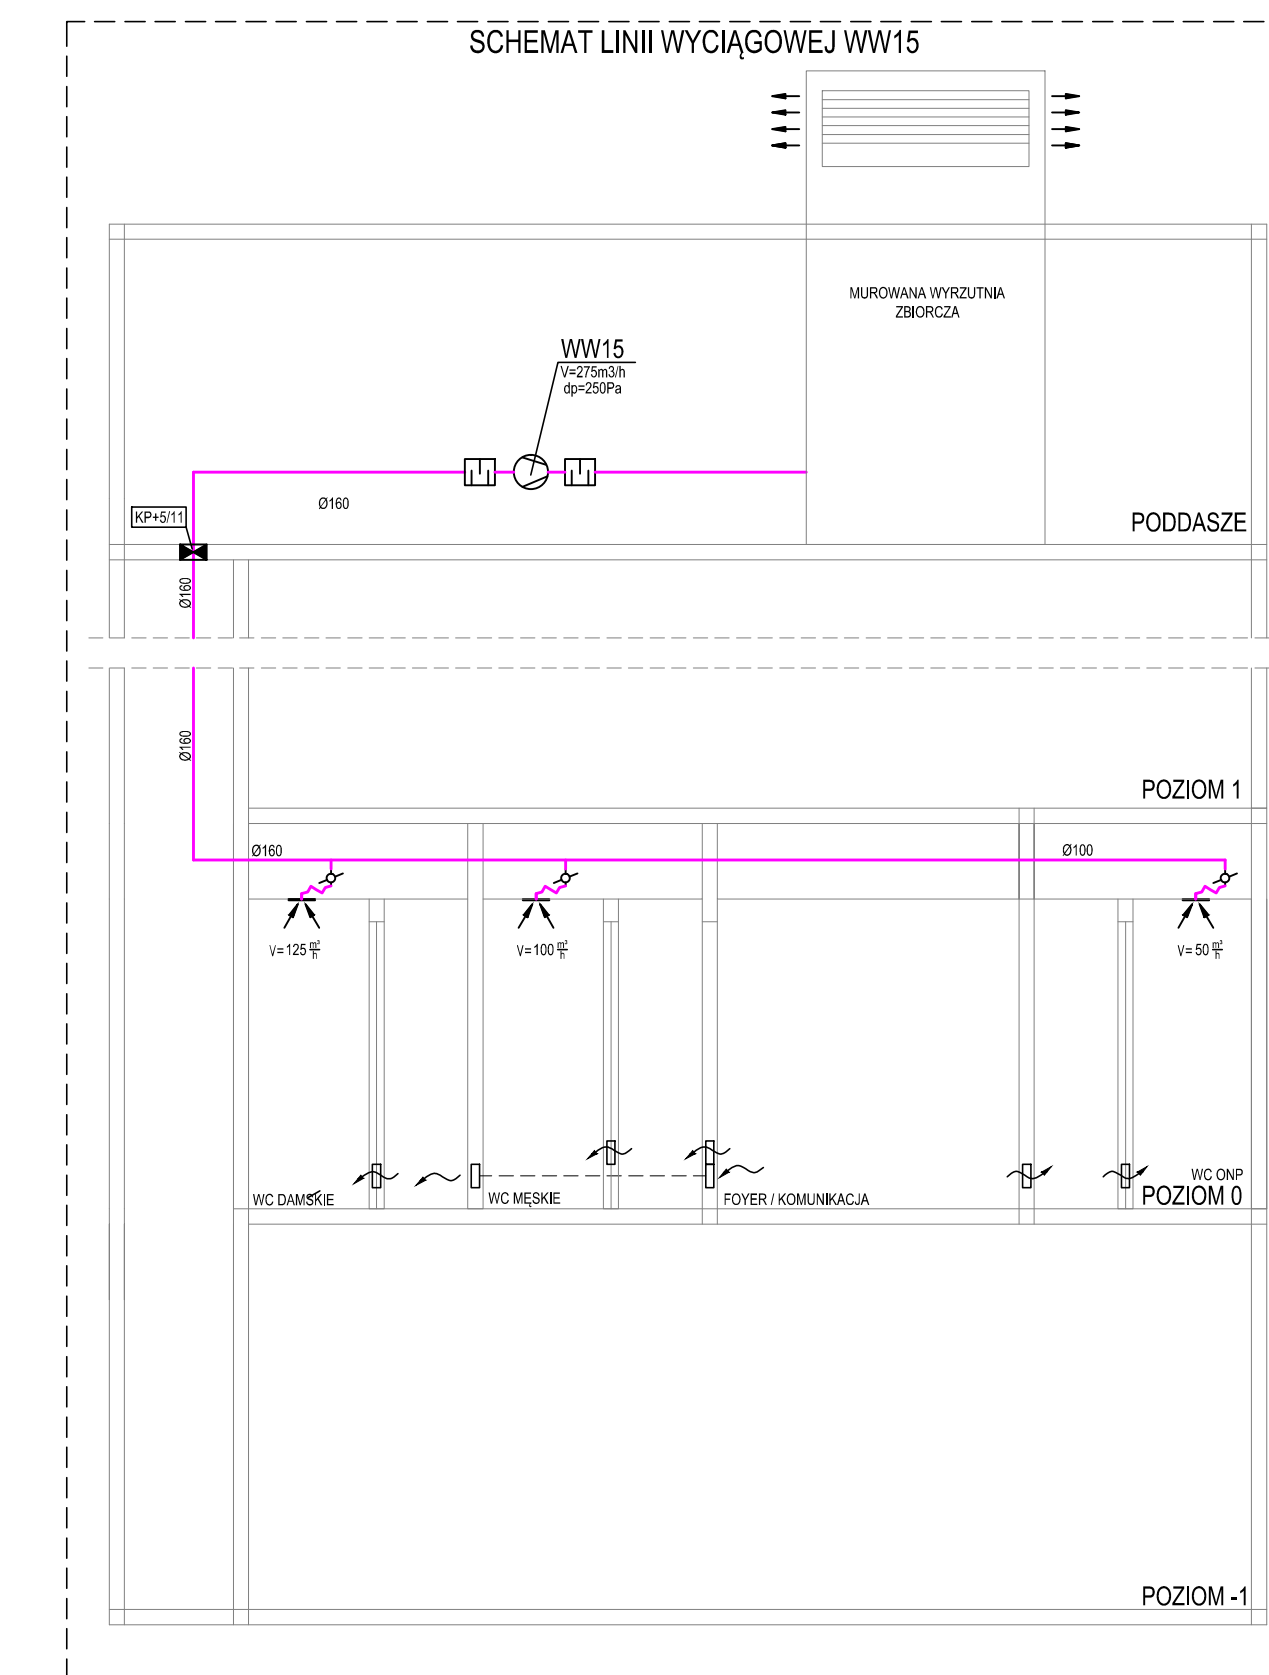 SCHEMAT LINII WYCIĄGOWEJ WW15
MUROWANA WYRZUTNIA
ZBIORCZA
WW15
V=275m3/h
dp=250Pa
Ø160
KP+5/11
PODDASZE
Ø160
Ø160
POZIOM 1
Ø160
Ø100
V=125 m³/h
V=100 m³/h
V=50 m³/h
WC DAMSKIE
WC MĘSKIE
FOYER / KOMUNIKACJA
WC ONP
POZIOM 0
POZIOM -1